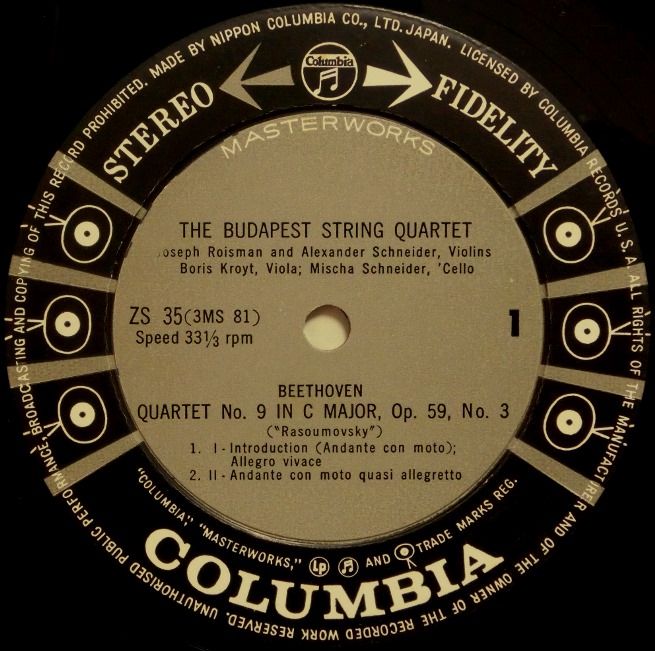 MADE BY NIPPON COLUMBIA CO., LTD. JAPAN. LICENSED BY COLUMBIA RECORDS U.S.A. ALL RIGHTS OF THE MANUFACTURER AND OF THE OWNER OF THE RECORDED WORK RESERVED. UNAUTHORISED PUBLIC PERFORMANCE, BROADCASTING AND COPYING OF THIS RECORD PROHIBITED.
Columbia
STEREO FIDELITY
MASTERWORKS
THE BUDAPEST STRING QUARTET
Joseph Roisman and Alexander Schneider, Violins
Boris Kroyt, Viola; Mischa Schneider, 'Cello
ZS 35(3MS 81)
Speed 33⅓ rpm
1
BEETHOVEN
QUARTET No. 9 IN C MAJOR, Op. 59, No. 3
("Rasoumovsky")
1. I - Introduction (Andante con moto);
Allegro vivace
2. II - Andante con moto quasi allegretto
"COLUMBIA," "MASTERWORKS," Lp AND TRADE MARKS REG.
COLUMBIA